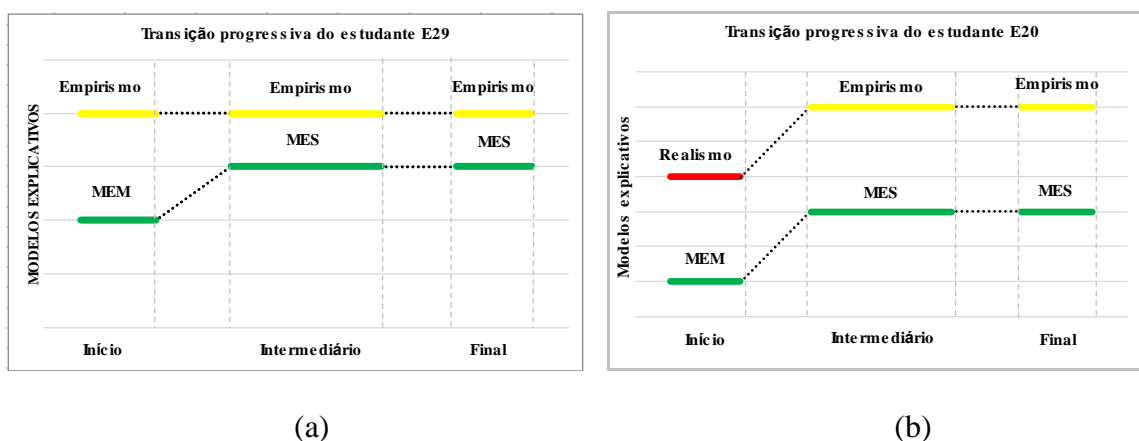 Transição progressiva do estudante E29
Empirismo
Empirismo
Empirismo
MES
MES
MEM
MODELOS EXPLICATIVOS
Início
Intermediário
Final
(a)
Transição progressiva do estudante E20
Empirismo
Empirismo
Realismo
MES
MES
MEM
Modelos explicativos
Início
Intermediário
Final
(b)